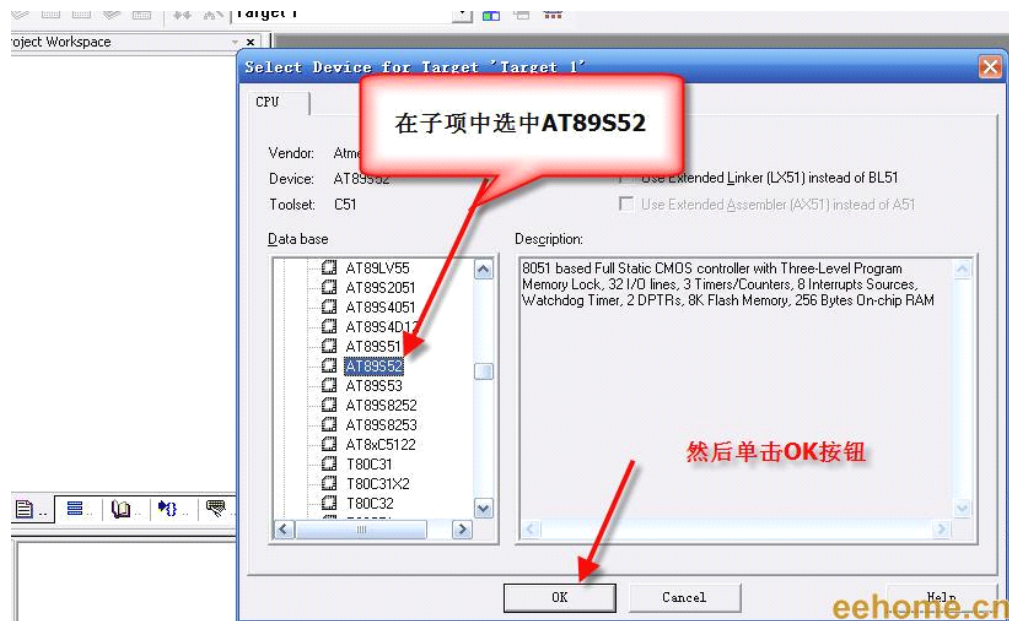 Target 1
roject Workspace
Select Device for Target 'Target 1'
CPU
在子项中选中AT89S52
Vendor: Atme
Device: AT89S52
Use Extended Linker (LX51) instead of BL51
Toolset: C51
Use Extended Assembler (AX51) instead of A51
Data base
Description:
AT89LV55
AT89S2051
AT89S4051
AT89S4D12
AT89S51
AT89S52
AT89S53
AT89S8252
AT89S8253
AT8xC5122
T80C31
T80C31X2
T80C32
8051 based Full Static CMOS controller with Three-Level Program
Memory Lock, 32 I/O lines, 3 Timers/Counters, 8 Interrupts Sources,
Watchdog Timer, 2 DPTRs, 8K Flash Memory, 256 Bytes On-chip RAM
然后单击OK按钮
OK
Cancel
Help
eehome.cn